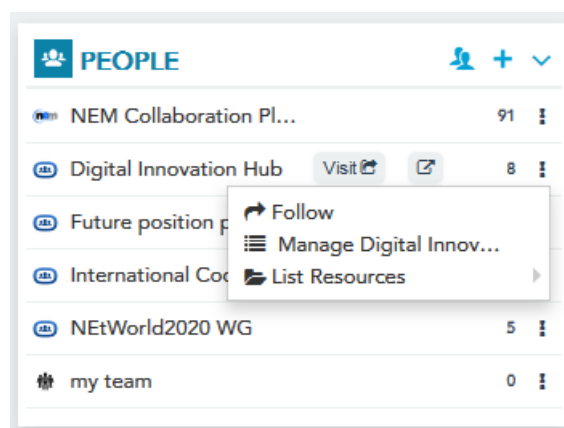 PEOPLE
NEM Collaboration Pl... 91
Digital Innovation Hub Visit 8
Future position p
Follow
Manage Digital Innov...
International Coo
List Resources
NEtWorld2020 WG 5
my team 0